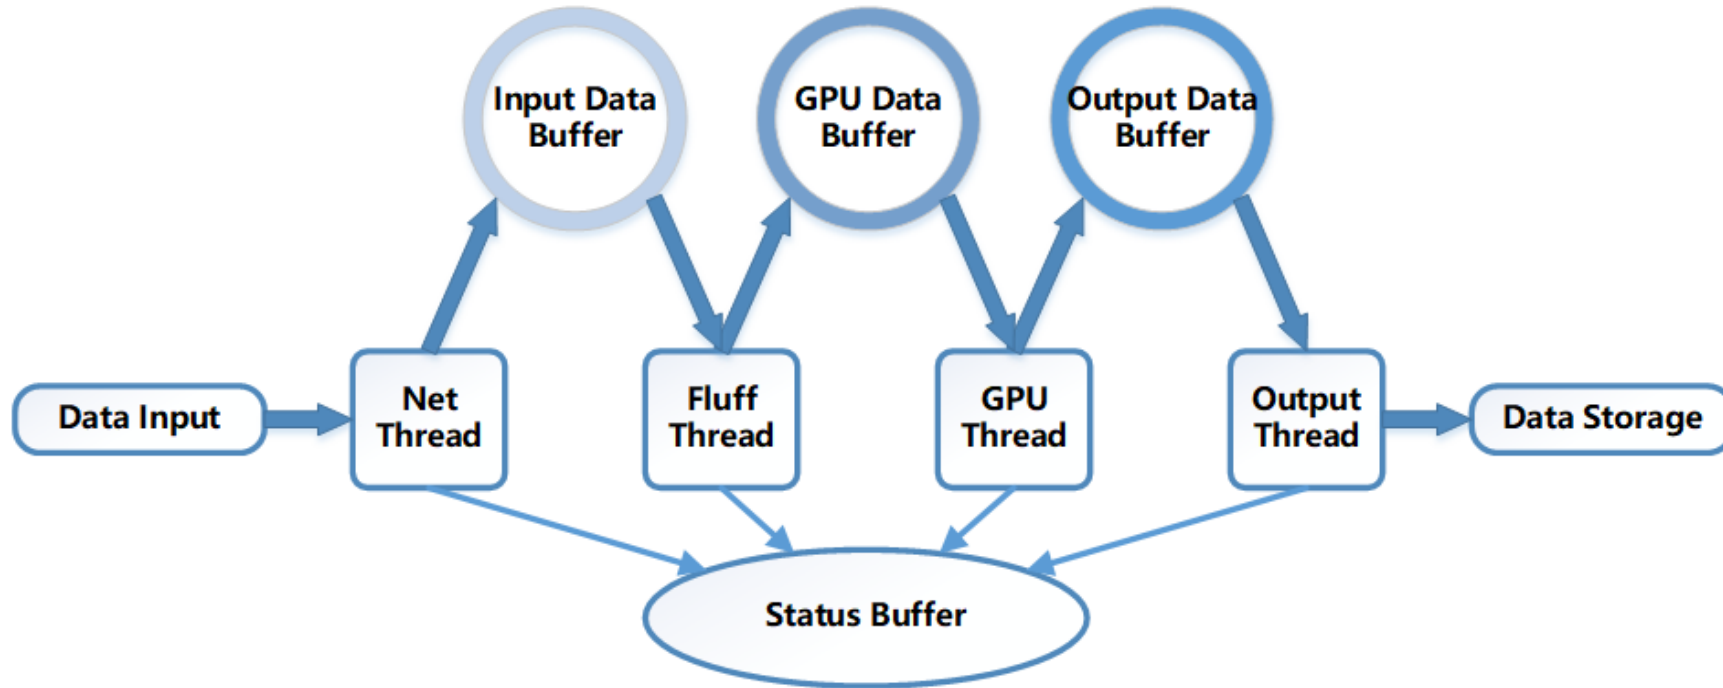 Input Data
Buffer
GPU Data
Buffer
Output Data
Buffer
Data Input
Net
Thread
Fluff
Thread
GPU
Thread
Output
Thread
Data Storage
Status Buffer